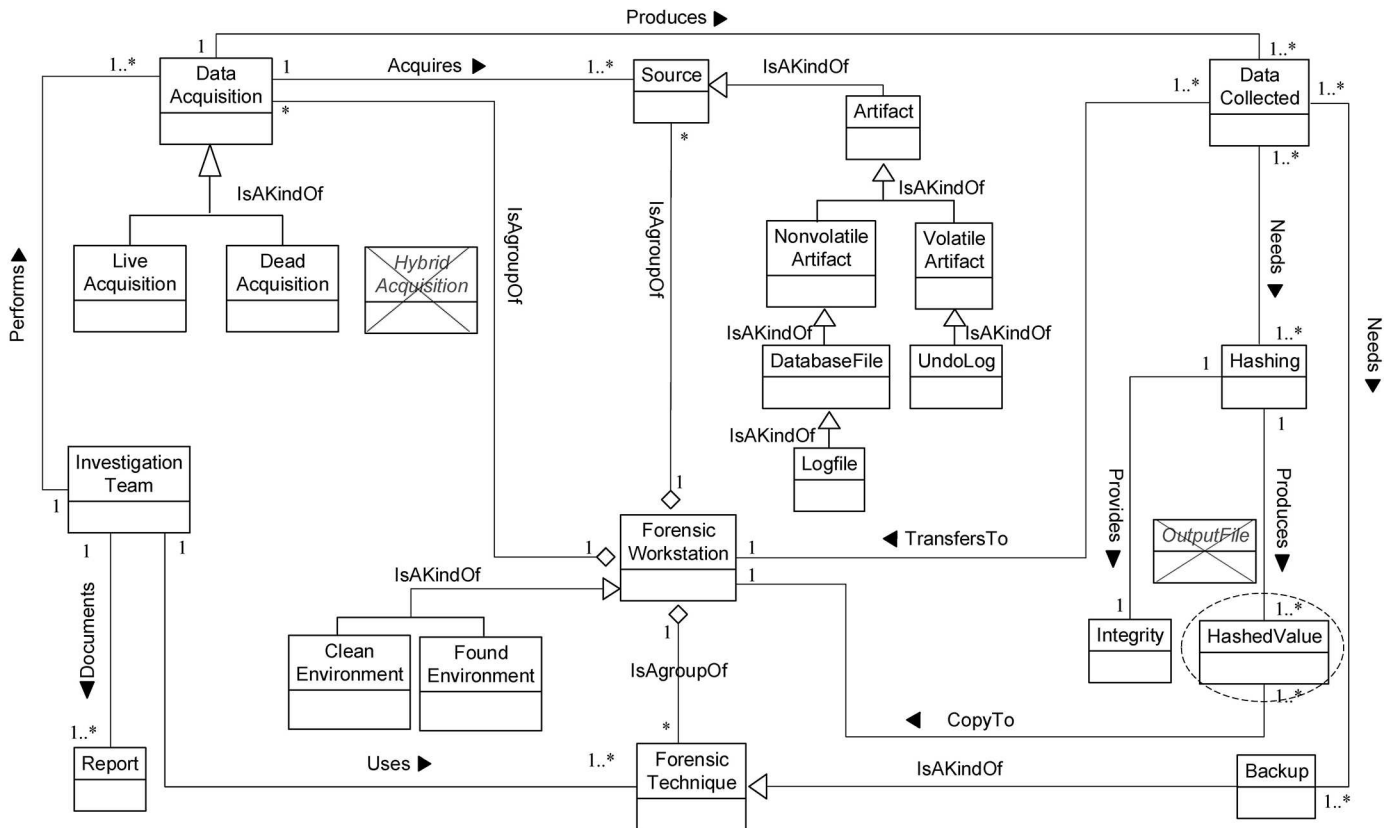 Produces ▶
1
1..*
1..*
Data
Acquisition
1
Acquires ▶
1..*
Source
IsAKindOf
Artifact
1..*
Data
Collected
1..*
*
*
1..*
IsAKindOf
IsAgroupOf
IsAgroupOf
IsAKindOf
Live
Acquisition
Dead
Acquisition
Hybrid
Acquisition
Nonvolatile
Artifact
Volatile
Artifact
Needs ▶
Needs ▶
Performs ▶
IsAKindOf
IsAKindOf
1..*
DatabaseFile
UndoLog
1
Hashing
1
IsAKindOf
Logfile
Investigation
Team
1
1
1
1
Forensic
Workstation
1
1
1
◀ TransfersTo
1
Provides ▶
Produces ▶
OutputFile
IsAKindOf
Clean
Environment
Found
Environment
1
IsAgroupOf
*
1
Integrity
1..*
HashedValue
1..*
◀ Documents
◀ CopyTo
1..*
Report
Uses ▶
1..*
Forensic
Technique
IsAKindOf
Backup
1..*